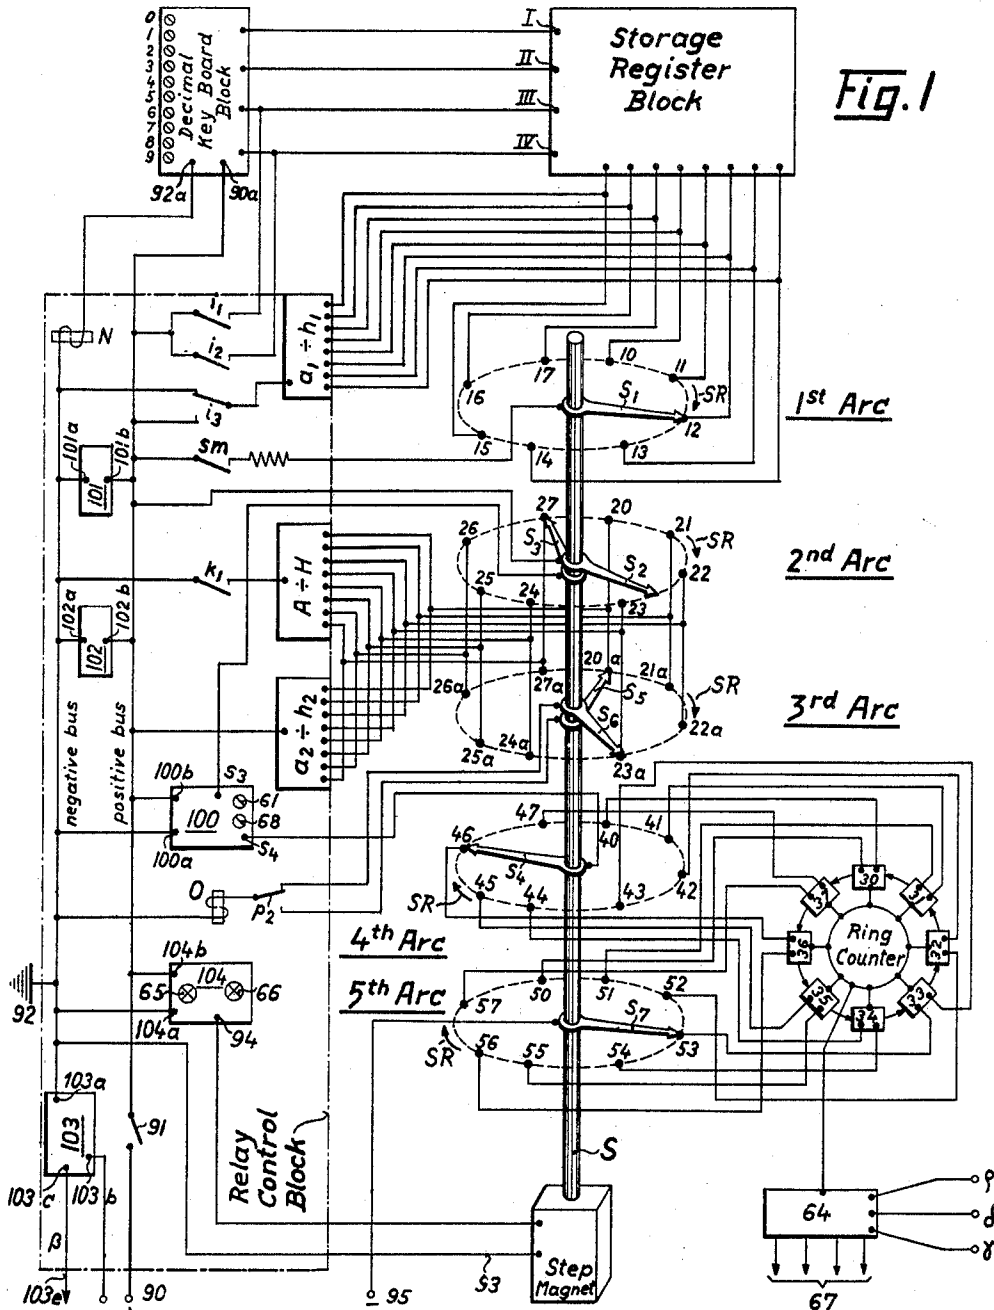 0
1
2
3
4
5
6
7
8
9
Decimal
Key Board
Block
92a
90a
I
II
III
IV
Storage
Register
Block
Fig. 1
N
i1
i2
i3
a1 ÷ h1
101a
101b
101
sm
17
10
11
SR
16
S1
12
15
14
13
1st Arc
27
20
21
SR
26
S3
S2
22
25
24
23
2nd Arc
k1
A ÷ H
102a
102b
102
20a
21a
SR
26a
27a
S5
S6
22a
25a
24a
23a
3rd Arc
a2 ÷ h2
negative bus
positive bus
100b
S3
61
100
68
100a
S4
47
40
41
46
S4
SR
45
44
43
42
4th Arc
O
p2
30
31
32
33
34
35
36
37
Ring
Counter
104b
104
65
66
104a
94
92
5th Arc
50
51
52
57
S7
SR
53
56
55
54
103a
103
91
103c
103b
Relay
Control
Block
S
β
103e
90
93
95
Step
Magnet
64
67
ρ
δ
γ